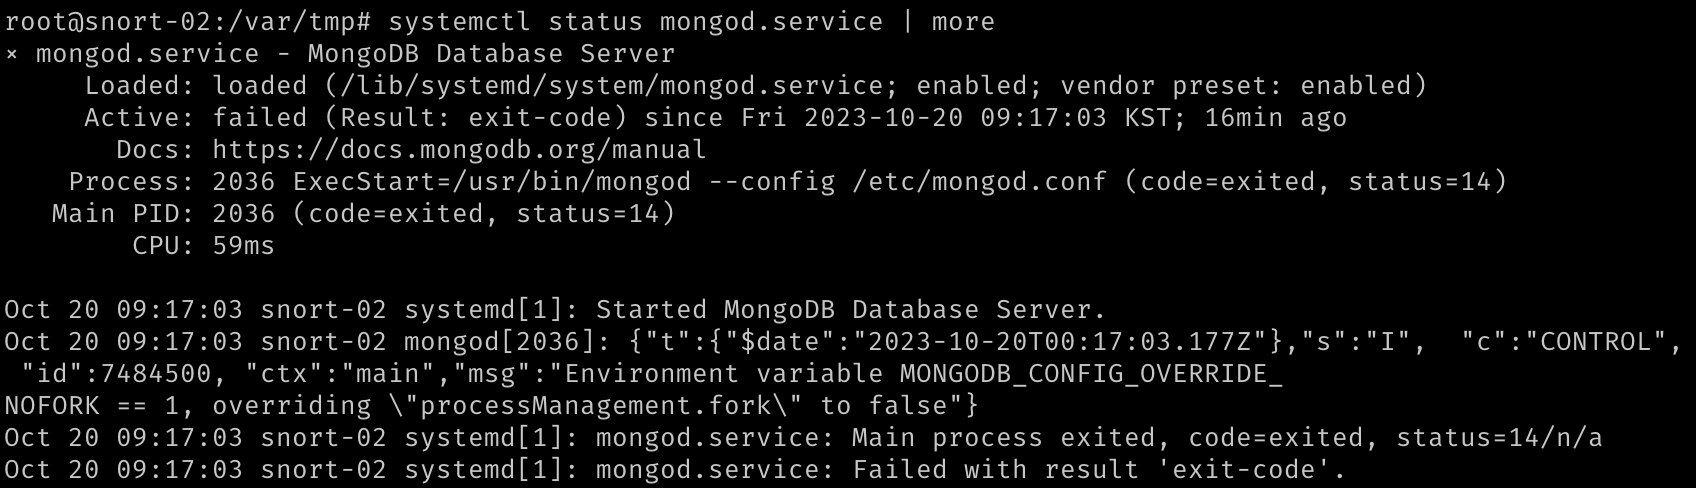 root@snort-02:/var/tmp# systemctl status mongod.service | more
× mongod.service - MongoDB Database Server
     Loaded: loaded (/lib/systemd/system/mongod.service; enabled; vendor preset: enabled)
     Active: failed (Result: exit-code) since Fri 2023-10-20 09:17:03 KST; 16min ago
       Docs: https://docs.mongodb.org/manual
    Process: 2036 ExecStart=/usr/bin/mongod --config /etc/mongod.conf (code=exited, status=14)
   Main PID: 2036 (code=exited, status=14)
        CPU: 59ms

Oct 20 09:17:03 snort-02 systemd[1]: Started MongoDB Database Server.
Oct 20 09:17:03 snort-02 mongod[2036]: {"t":{"$date":"2023-10-20T00:17:03.177Z"},"s":"I",  "c":"CONTROL",
 "id":7484500, "ctx":"main","msg":"Environment variable MONGODB_CONFIG_OVERRIDE_
NOFORK == 1, overriding \"processManagement.fork\" to false"}
Oct 20 09:17:03 snort-02 systemd[1]: mongod.service: Main process exited, code=exited, status=14/n/a
Oct 20 09:17:03 snort-02 systemd[1]: mongod.service: Failed with result 'exit-code'.